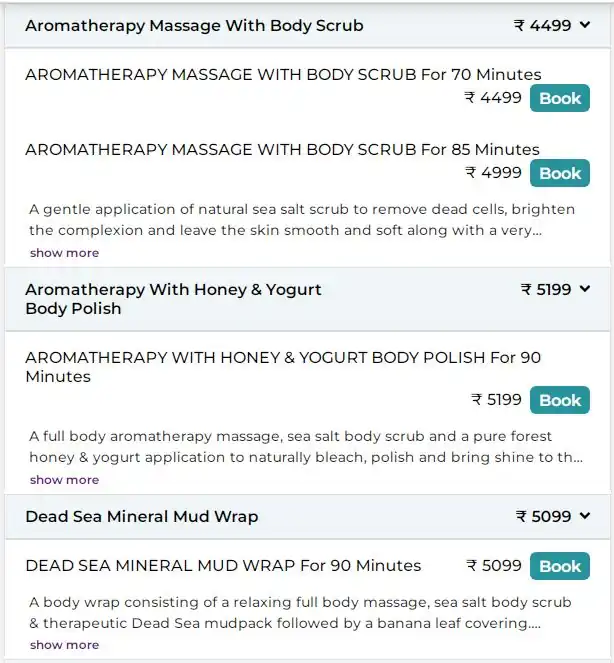 Aromatherapy Massage With Body Scrub ₹ 4499
AROMATHERAPY MASSAGE WITH BODY SCRUB For 70 Minutes
₹ 4499 Book
AROMATHERAPY MASSAGE WITH BODY SCRUB For 85 Minutes
₹ 4999 Book
A gentle application of natural sea salt scrub to remove dead cells, brighten
the complexion and leave the skin smooth and soft along with a very...
show more
Aromatherapy With Honey & Yogurt ₹ 5199
Body Polish
AROMATHERAPY WITH HONEY & YOGURT BODY POLISH For 90
Minutes
₹ 5199 Book
A full body aromatherapy massage, sea salt body scrub and a pure forest
honey & yogurt application to naturally bleach, polish and bring shine to th...
show more
Dead Sea Mineral Mud Wrap ₹ 5099
DEAD SEA MINERAL MUD WRAP For 90 Minutes ₹ 5099 Book
A body wrap consisting of a relaxing full body massage, sea salt body scrub
& therapeutic Dead Sea mudpack followed by a banana leaf covering....
show more